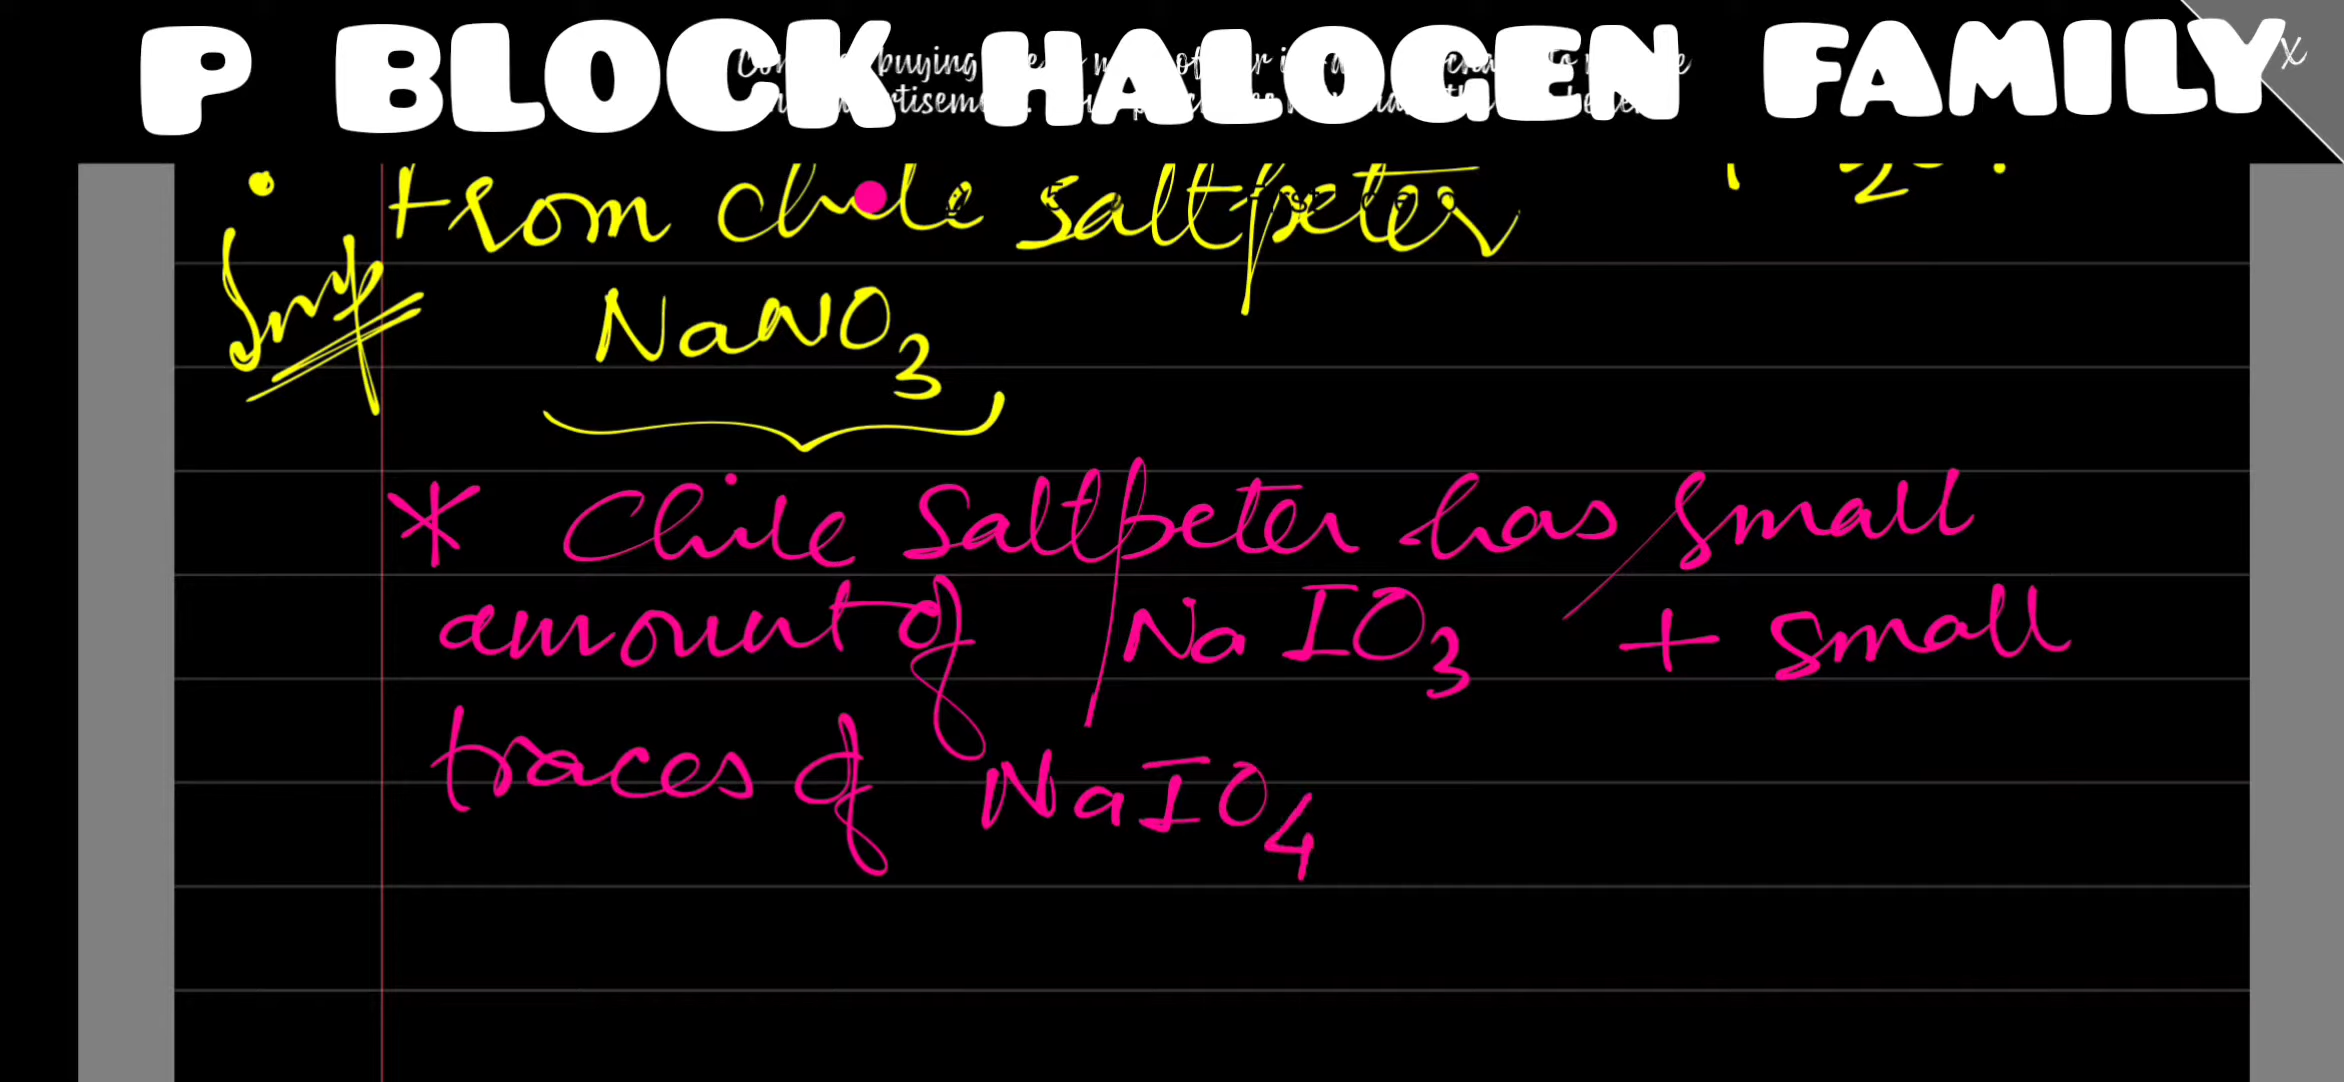 P BLOCK HALOGEN FAMILY
buying
X
from Chile Saltpeter
Imp
NaNO3
* Chile Saltpeter has small
amount of NaIO3 + small
traces of NaIO4